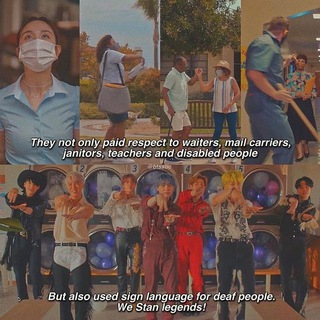 They not only paid respect to waiters, mail carriers,
janitors, teachers and disabled people
But also used sign language for deaf people.
We Stan legends!